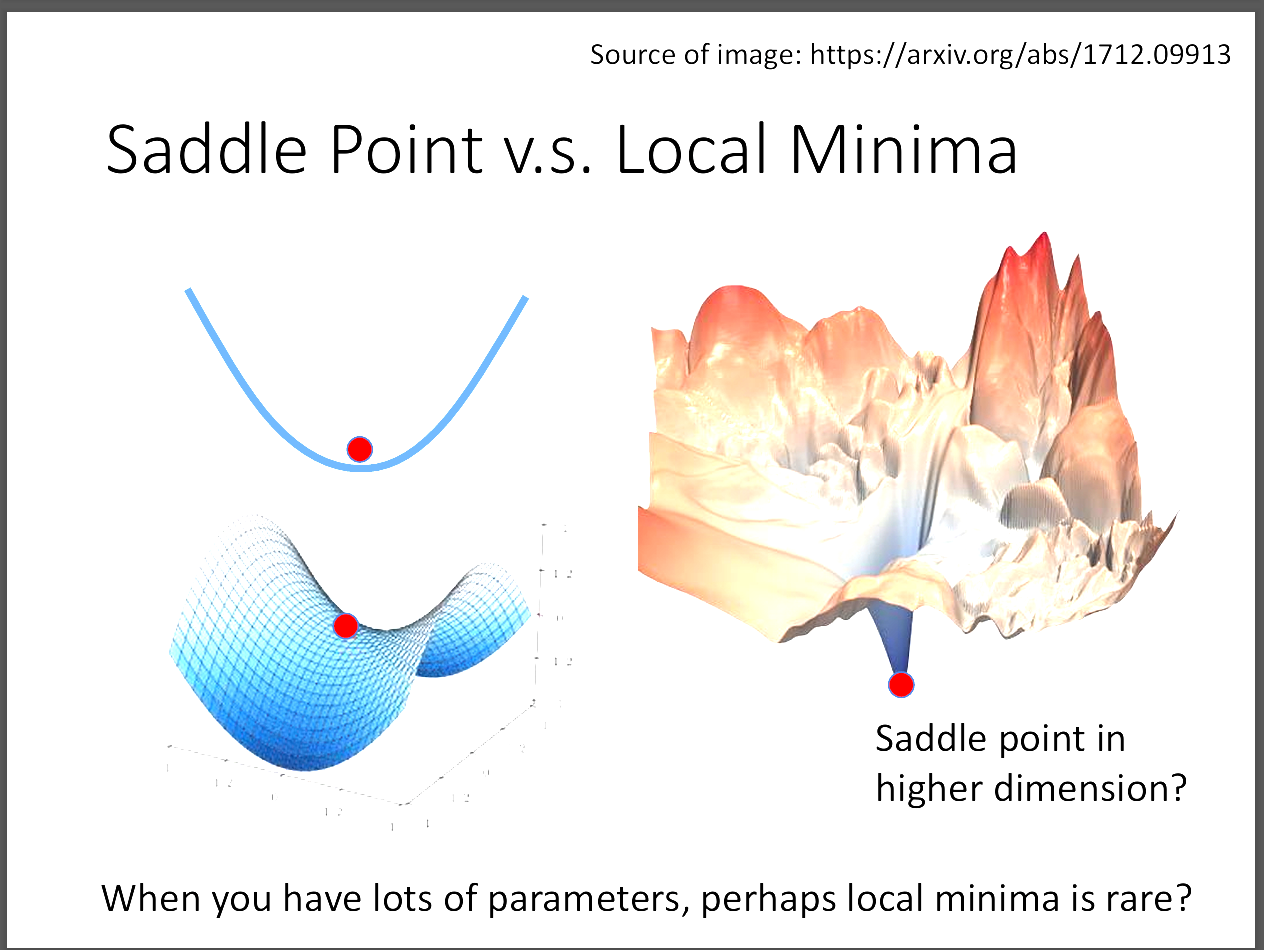 Source of image: https://arxiv.org/abs/1712.09913
Saddle Point v.s. Local Minima
Saddle point in
higher dimension?
When you have lots of parameters, perhaps local minima is rare?